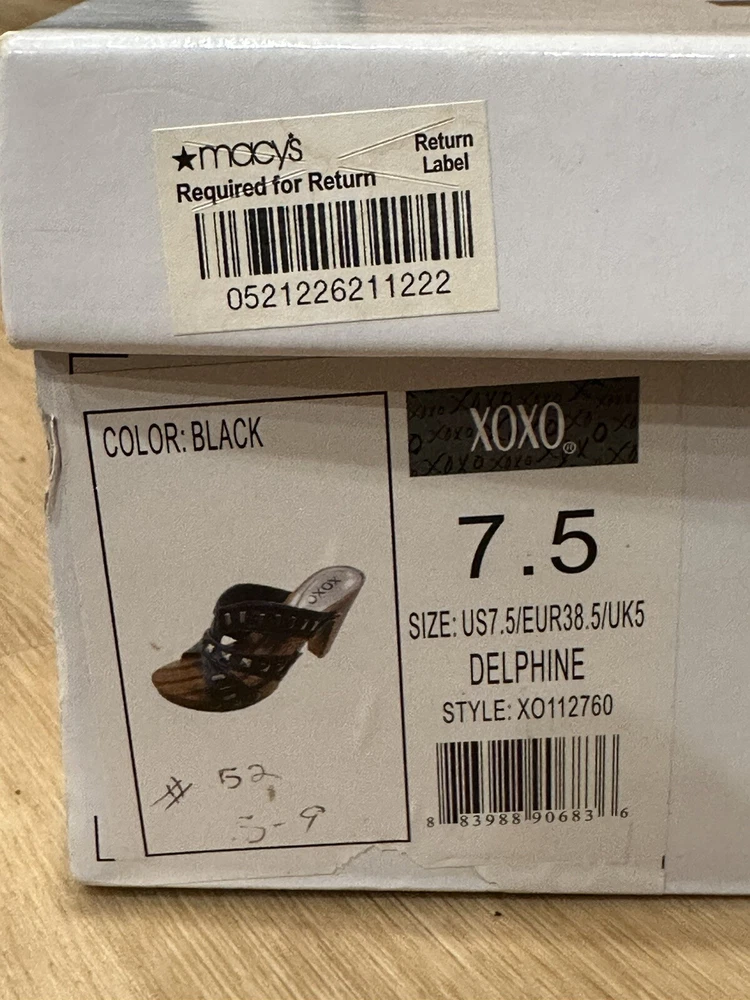 ★macy's
Required for Return
Return
Label
0521226211222
COLOR: BLACK
XOXO®
7.5
SIZE: US7.5/EUR38.5/UK5
DELPHINE
STYLE: XO112760
8 83988 90683 6
XOXO
# 52
5-9